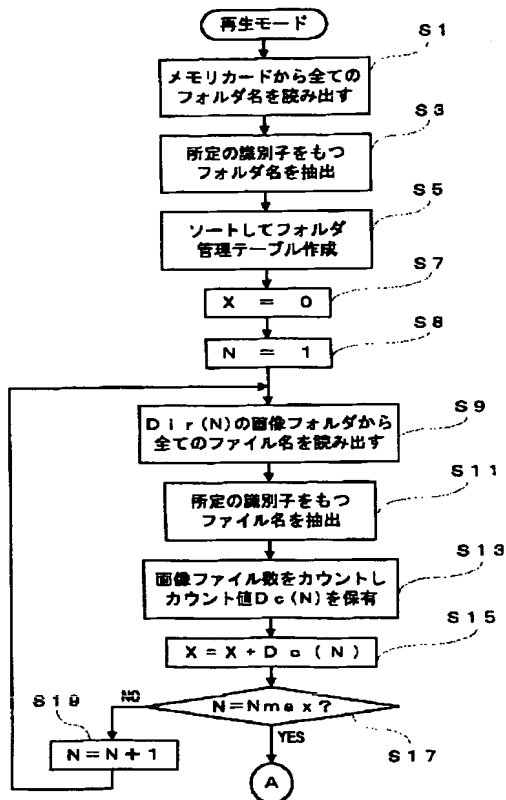 再生モード
S1
メモリカードから全ての
フォルダ名を読み出す
S3
所定の識別子をもつ
フォルダ名を抽出
S5
ソートしてフォルダ
管理テーブル作成
S7
X = 0
S8
N = 1
S9
Dir(N)の画像フォルダから
全てのファイル名を読み出す
S11
所定の識別子をもつ
ファイル名を抽出
S13
画像ファイル数をカウントし
カウント値Dc(N)を保有
S15
X=X+Dc(N)
N=Nmax?
S17
NO
S19
N=N+1
YES
A